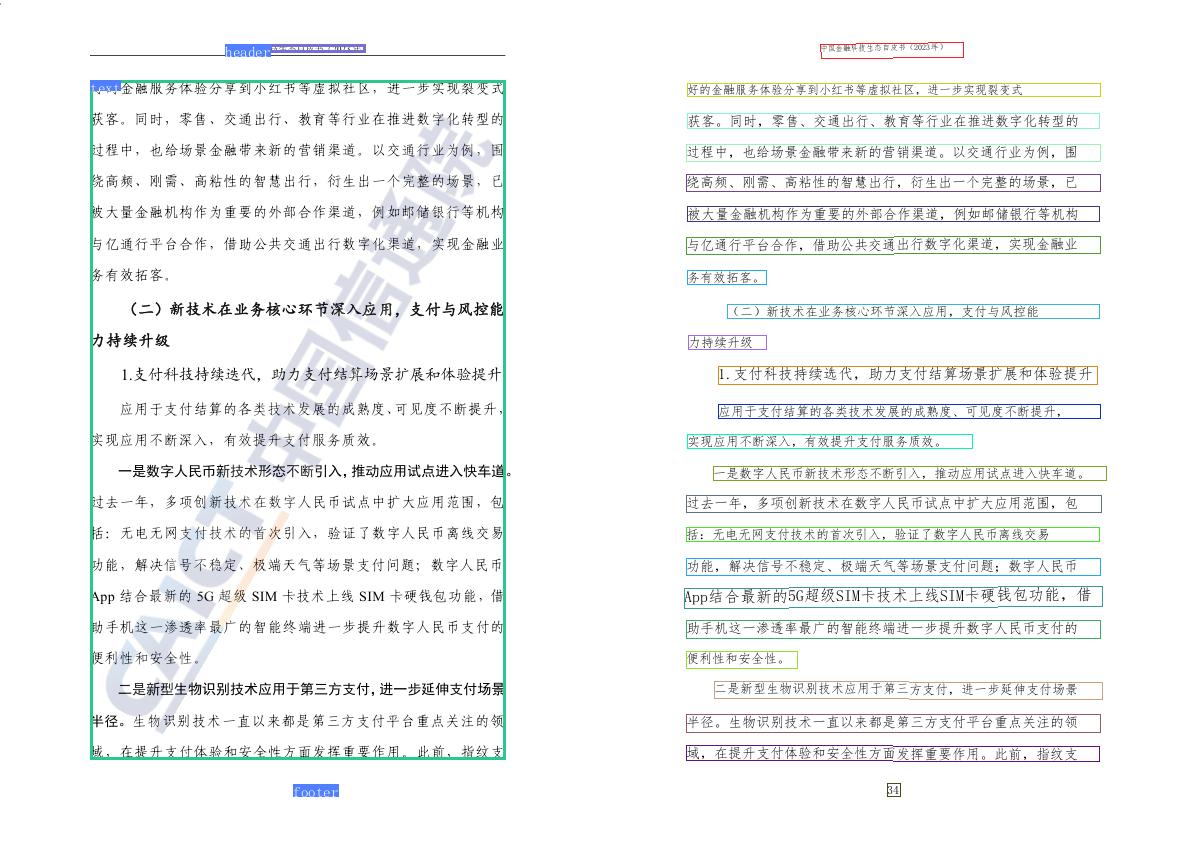 header
text
好的金融服务体验分享到小红书等虚拟社区，进一步实现裂变式
获客。同时，零售、交通出行、教育等行业在推进数字化转型的
过程中，也给场景金融带来新的营销渠道。以交通行业为例，围
绕高频、刚需、高粘性的智慧出行，衍生出一个完整的场景，已
被大量金融机构作为重要的外部合作渠道，例如邮储银行等机构
与亿通行平台合作，借助公共交通出行数字化渠道，实现金融业
务有效拓客。
（二）新技术在业务核心环节深入应用，支付与风控能
力持续升级
1.支付科技持续迭代，助力支付结算场景扩展和体验提升
应用于支付结算的各类技术发展的成熟度、可见度不断提升，
实现应用不断深入，有效提升支付服务质效。
一是数字人民币新技术形态不断引入，推动应用试点进入快车道。
过去一年，多项创新技术在数字人民币试点中扩大应用范围，包
括：无电无网支付技术的首次引入，验证了数字人民币离线交易
功能，解决信号不稳定、极端天气等场景支付问题；数字人民币
App 结合最新的 5G 超级 SIM 卡技术上线 SIM 卡硬钱包功能，借
助手机这一渗透率最广的智能终端进一步提升数字人民币支付的
便利性和安全性。
二是新型生物识别技术应用于第三方支付，进一步延伸支付场景
半径。生物识别技术一直以来都是第三方支付平台重点关注的领
域，在提升支付体验和安全性方面发挥重要作用。此前，指纹支
footer
CAICT 中国信通院
中国金融科技生态白皮书（2023年）
好的金融服务体验分享到小红书等虚拟社区，进一步实现裂变式
获客。同时，零售、交通出行、教育等行业在推进数字化转型的
过程中，也给场景金融带来新的营销渠道。以交通行业为例，围
绕高频、刚需、高粘性的智慧出行，衍生出一个完整的场景，已
被大量金融机构作为重要的外部合作渠道，例如邮储银行等机构
与亿通行平台合作，借助公共交通出行数字化渠道，实现金融业
务有效拓客。
（二）新技术在业务核心环节深入应用，支付与风控能
力持续升级
1.支付科技持续迭代，助力支付结算场景扩展和体验提升
应用于支付结算的各类技术发展的成熟度、可见度不断提升，
实现应用不断深入，有效提升支付服务质效。
一是数字人民币新技术形态不断引入，推动应用试点进入快车道。
过去一年，多项创新技术在数字人民币试点中扩大应用范围，包
括：无电无网支付技术的首次引入，验证了数字人民币离线交易
功能，解决信号不稳定、极端天气等场景支付问题；数字人民币
App结合最新的5G超级SIM卡技术上线SIM卡硬钱包功能，借
助手机这一渗透率最广的智能终端进一步提升数字人民币支付的
便利性和安全性。
二是新型生物识别技术应用于第三方支付，进一步延伸支付场景
半径。生物识别技术一直以来都是第三方支付平台重点关注的领
域，在提升支付体验和安全性方面发挥重要作用。此前，指纹支
34